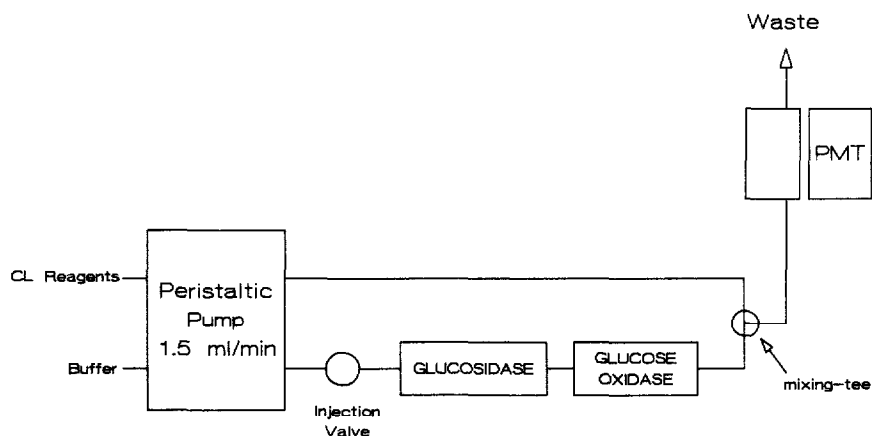 Waste
PMT
CL Reagents
Peristaltic
Pump
1.5 ml/min
Buffer
GLUCOSIDASE
GLUCOSE
OXIDASE
mixing-tee
Injection
Valve